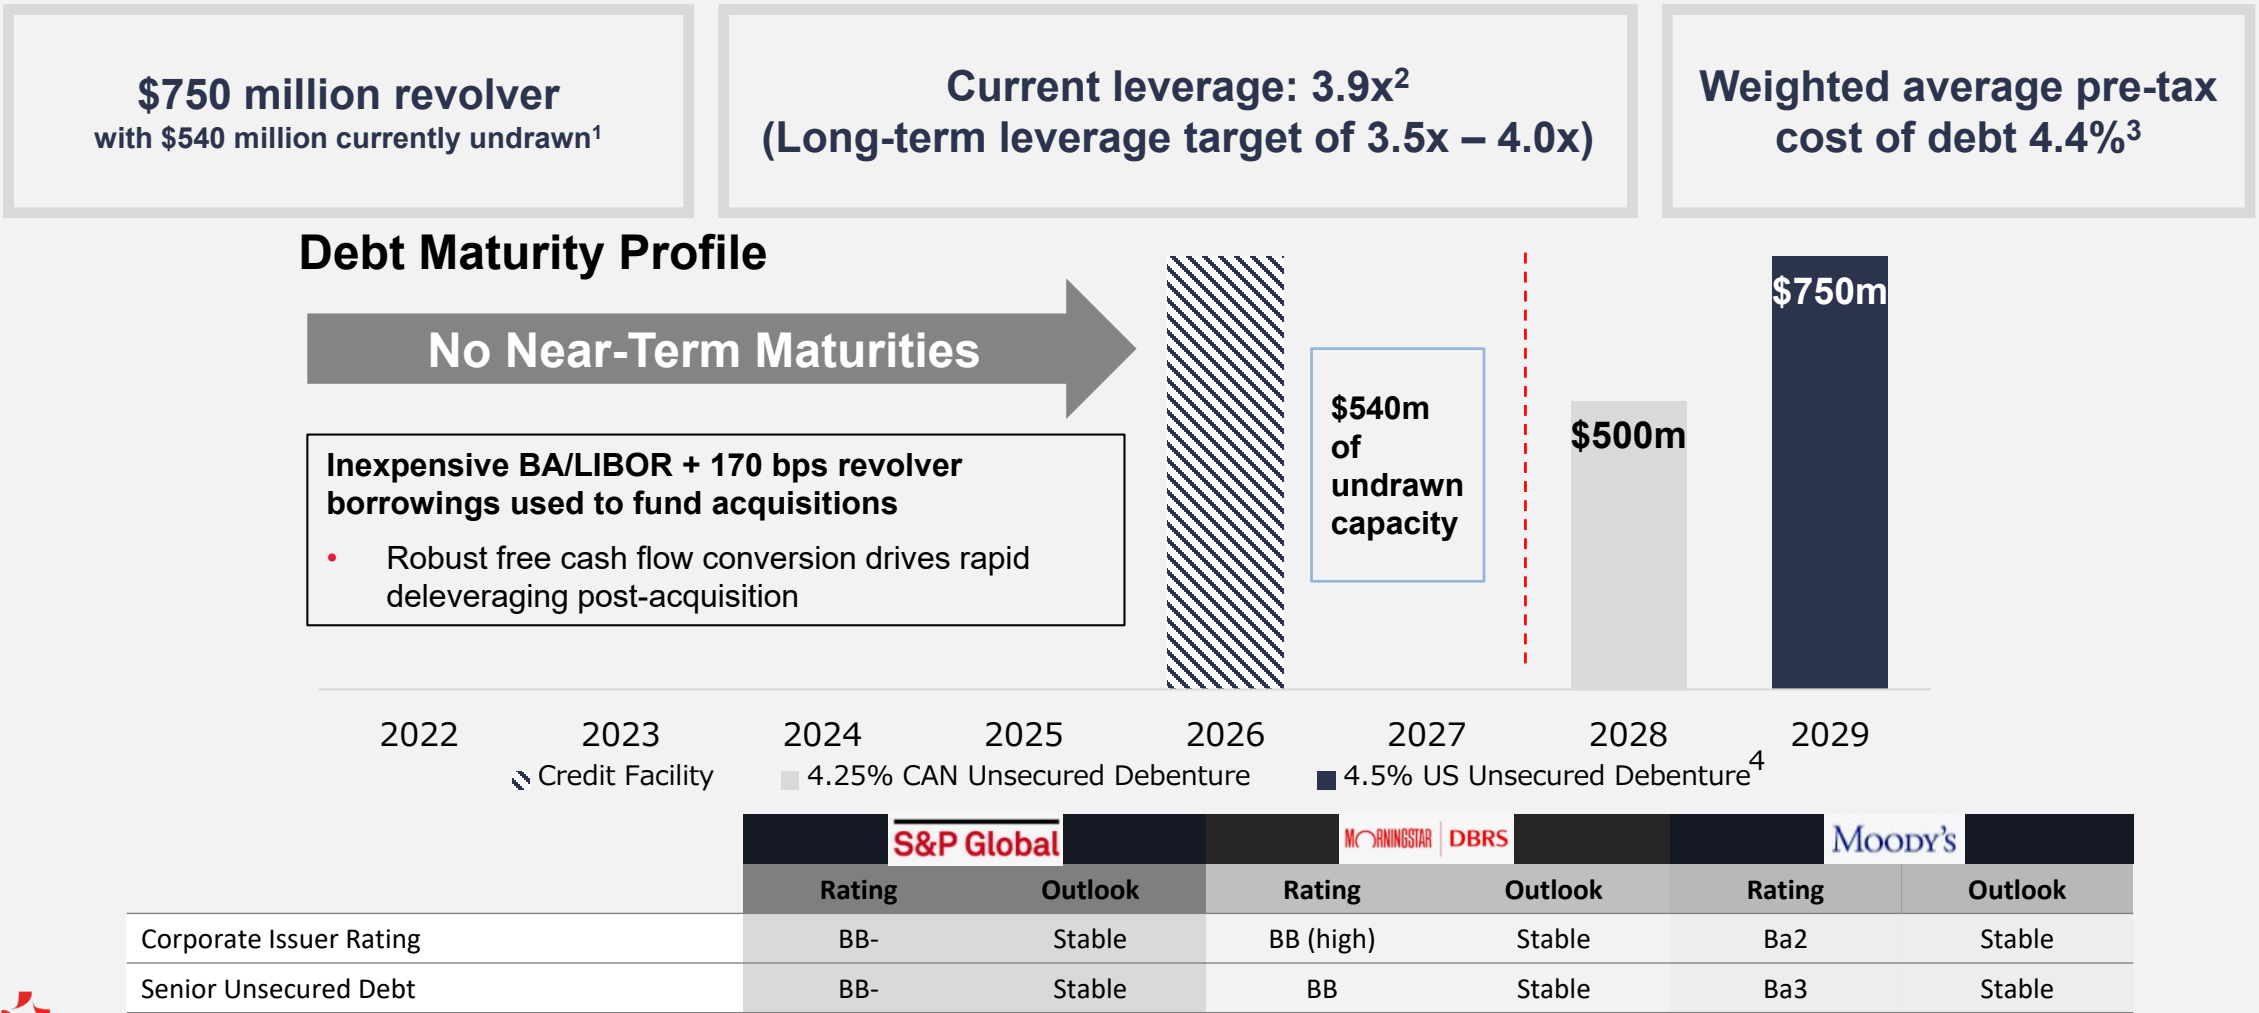 $750 million revolver
with $540 million currently undrawn¹
Current leverage: 3.9x²
(Long-term leverage target of 3.5x – 4.0x)
Weighted average pre-tax
cost of debt 4.4%³
Debt Maturity Profile
No Near-Term Maturities
Inexpensive BA/LIBOR + 170 bps revolver
borrowings used to fund acquisitions
• Robust free cash flow conversion drives rapid
deleveraging post-acquisition
$540m
of
undrawn
capacity
$500m
$750m
2022 2023 2024 2025 2026 2027 2028 2029
Credit Facility 4.25% CAN Unsecured Debenture 4.5% US Unsecured Debenture⁴
S&P Global MORNINGSTAR | DBRS MOODY'S
Rating Outlook Rating Outlook Rating Outlook
Corporate Issuer Rating BB- Stable BB (high) Stable Ba2 Stable
Senior Unsecured Debt BB- Stable BB Stable Ba3 Stable